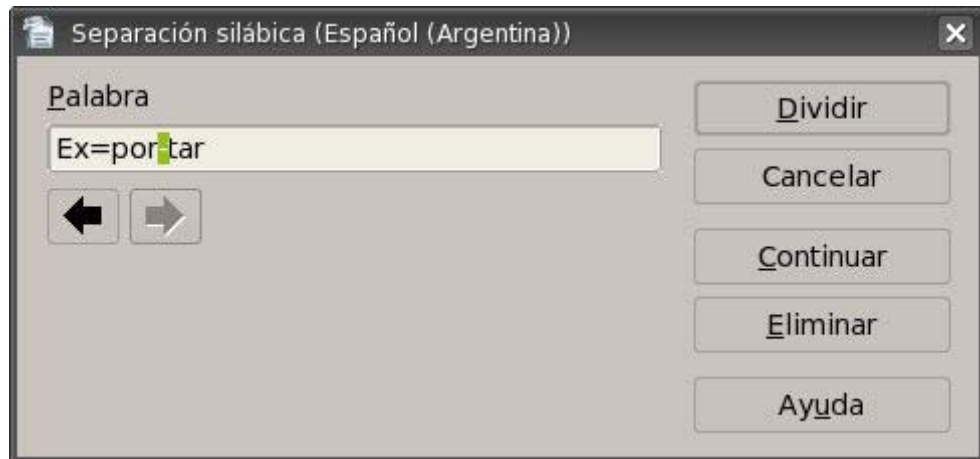 Separación silábica (Español (Argentina))
Palabra
Ex=por-tar
Dividir
Cancelar
Continuar
Eliminar
Ayuda